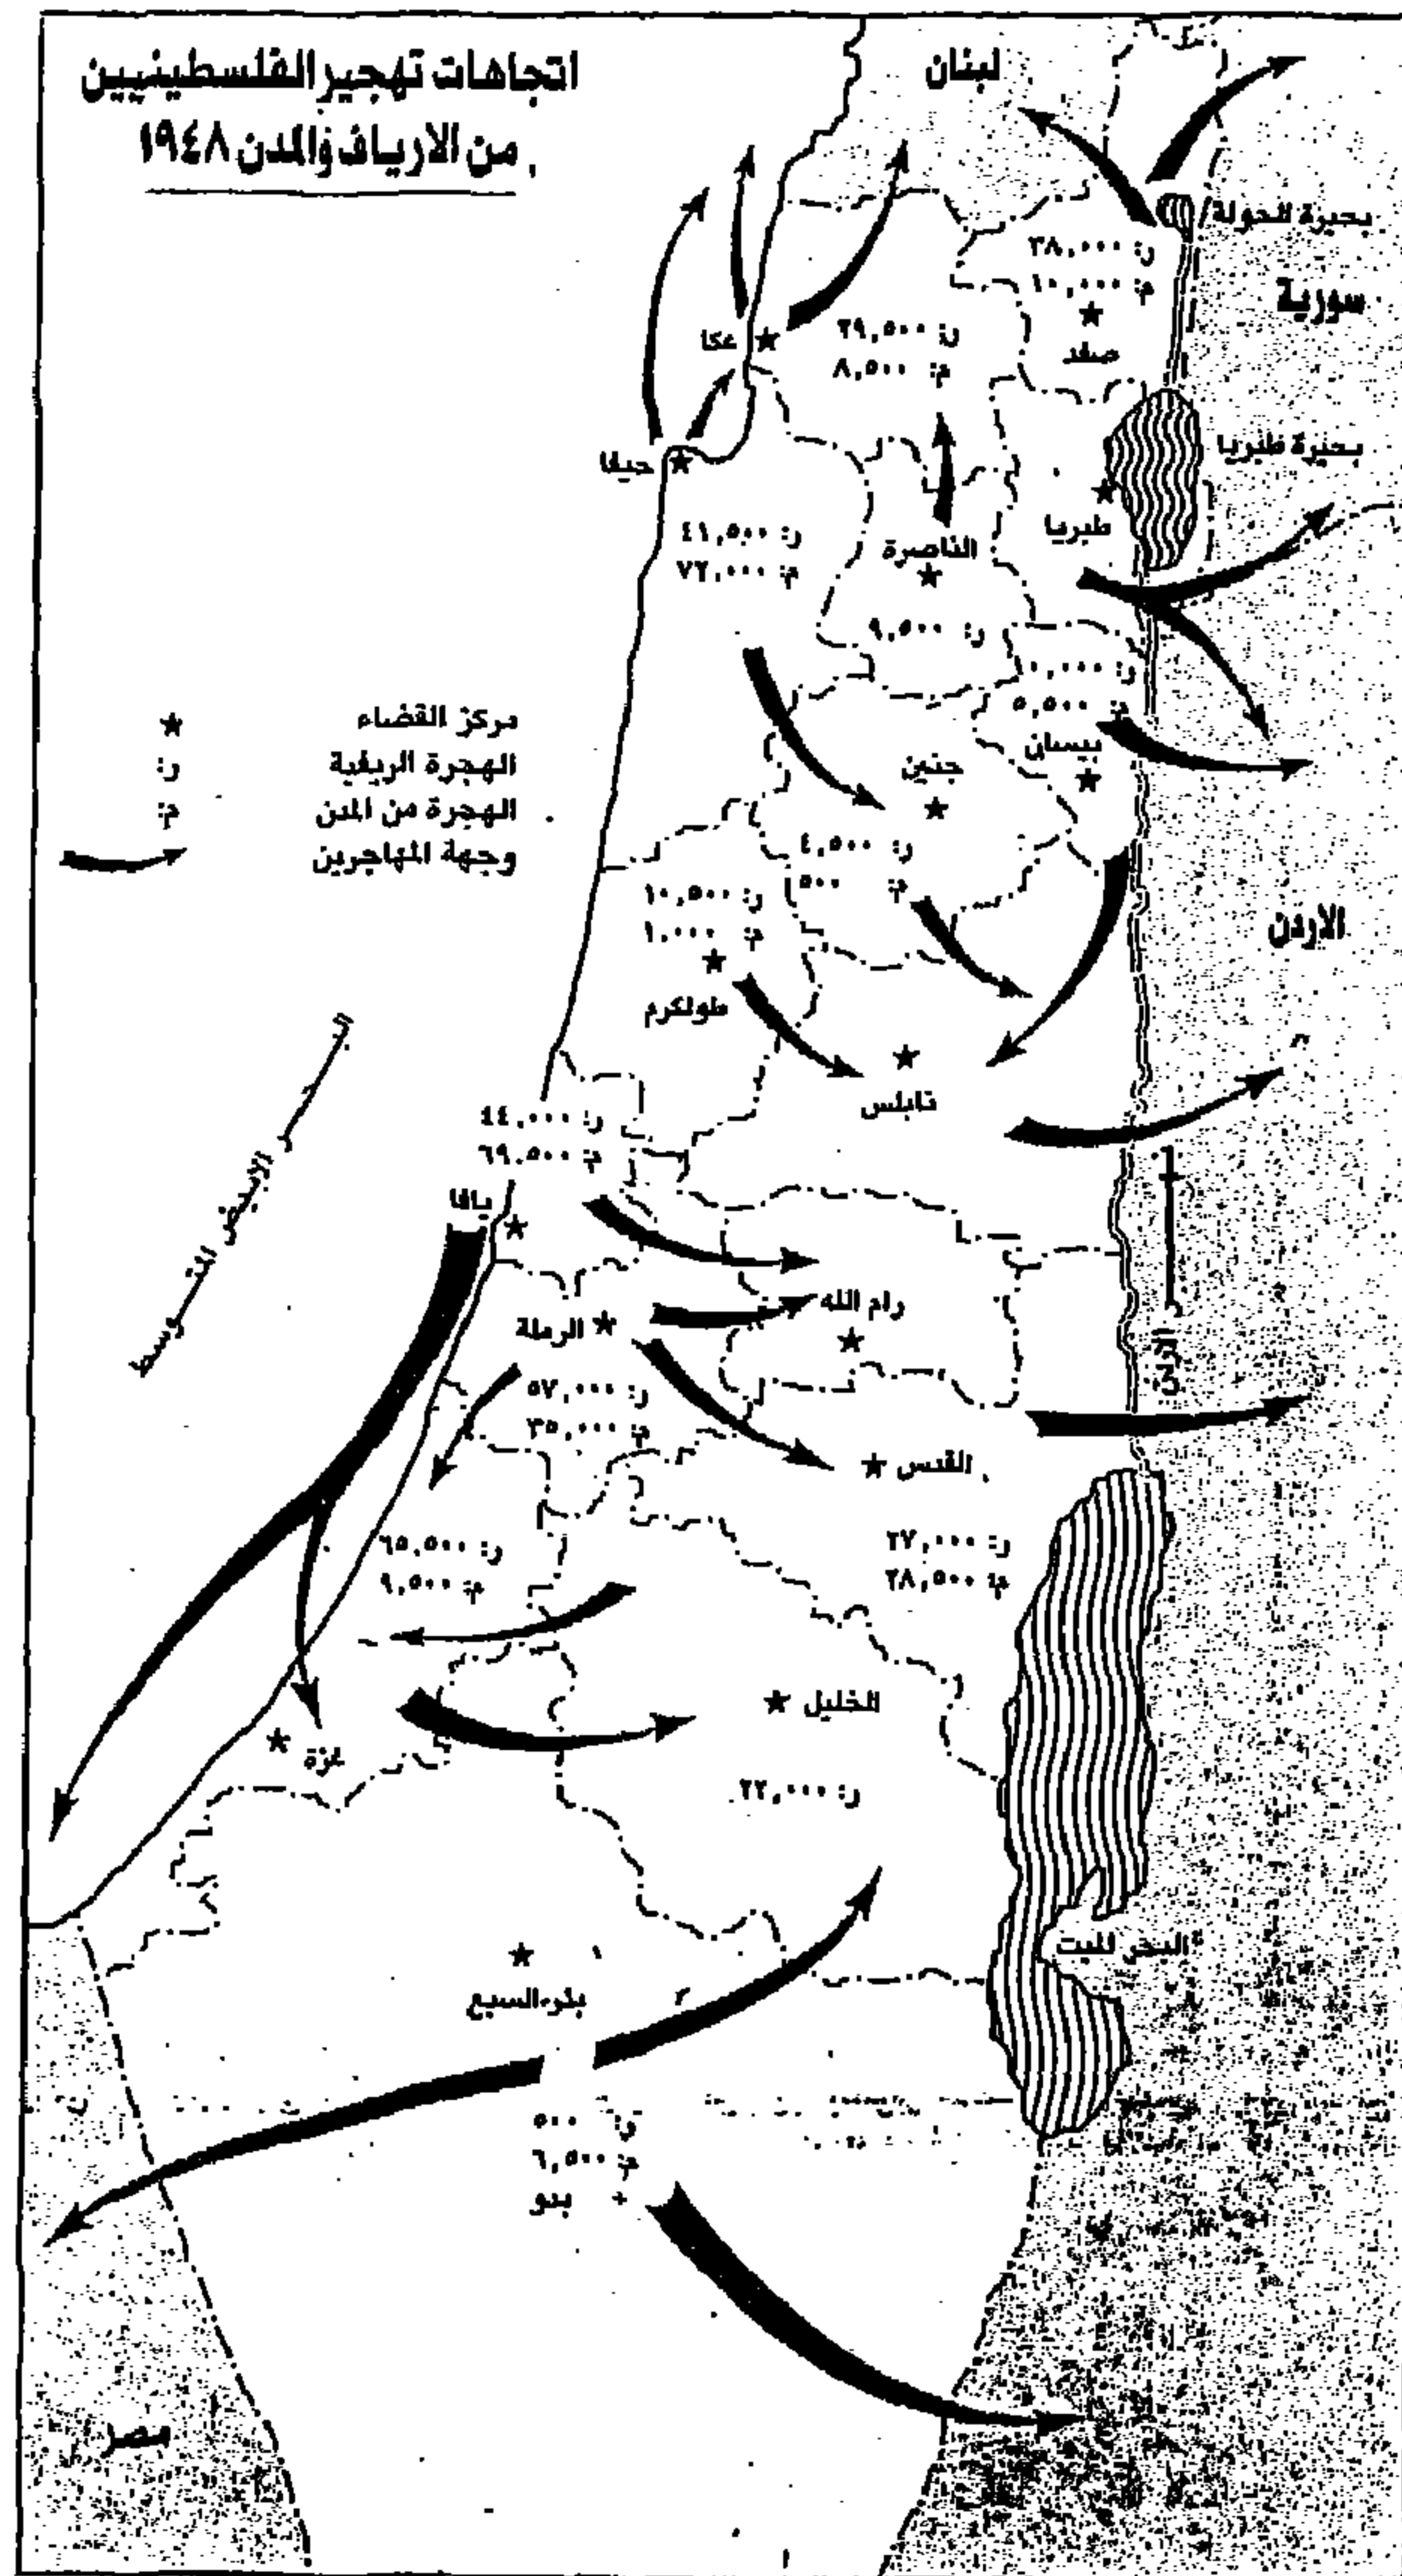 اتجاهات تهجير الفلسطينيين
من الارياف والمدن ١٩٤٨
لبنان
بحيرة الحولة
سورية
ر: ٣٨,٠٠٠
م: ١٠,٠٠٠
صفد
عكا
ر: ٣٩,٥٠٠
م: ٨,٥٠٠
بحيرة طبريا
حيفا
طبريا
الناصرة
ر: ٤١,٥٠٠
م: ٧٢,٠٠٠
ر: ٩,٥٠٠
م: ٥,٥٠٠
بيسان
جنين
مركز القضاء ★
الهجرة الريفية ر:
الهجرة من المدن م:
وجهة المهاجرين
ر: ٤,٥٠٠
م: ٥٠٠
ر: ١٠,٥٠٠
م: ١,٠٠٠
طولكرم
الاردن
نابلس
البحر الابيض المتوسط
ر: ٤٤,٠٠٠
م: ٦٩,٥٠٠
يافا
رام الله
الرملة
ر: ٥٧,٠٠٠
م: ٣٥,٠٠٠
القدس
ر: ٦٥,٥٠٠
م: ٩,٥٠٠
ر: ٢٧,٠٠٠
م: ٢٨,٥٠٠
الخليل
غزة
ر: ٢٢,٠٠٠
البحر الميت
بئر السبع
ر: ٥٠٠
م: ٦,٥٠٠
+ بدو
مصر